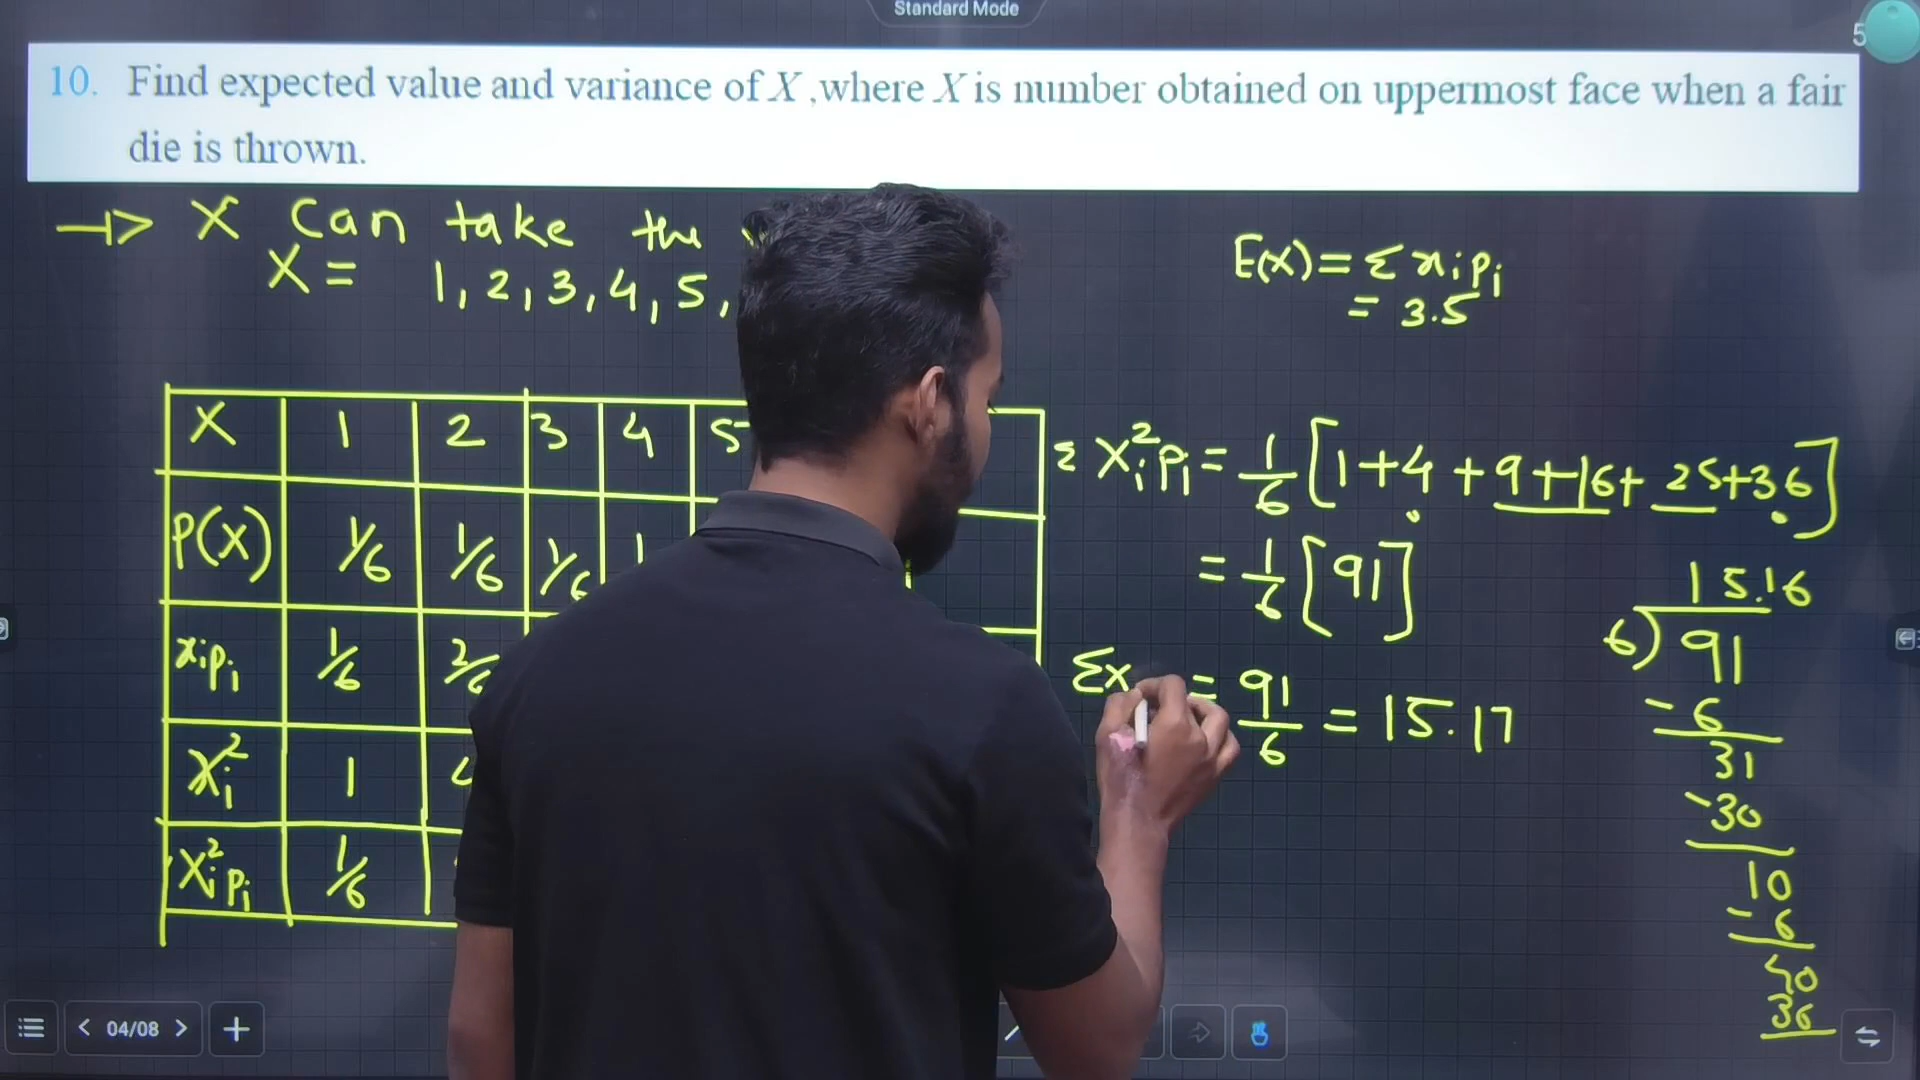 Standard Mode
5
10. Find expected value and variance of X ,where X is number obtained on uppermost face when a fair
die is thrown.
→ X can take the
X = 1, 2, 3, 4, 5,
E(X) = Σ xipi
= 3.5
X 1 2 3 4 5
P(X) 1/6 1/6 1/6 1
xipi 1/6 2/6
Xi² 1
Xi²pi 1/6
Σ Xi²pi = 1/6 [1+4+9+16+25+36]
= 1/6 [91]
Σx = 91/6 = 15.17
15.16
6) 91
-6
31
-30
10
-6
40
36
04/08